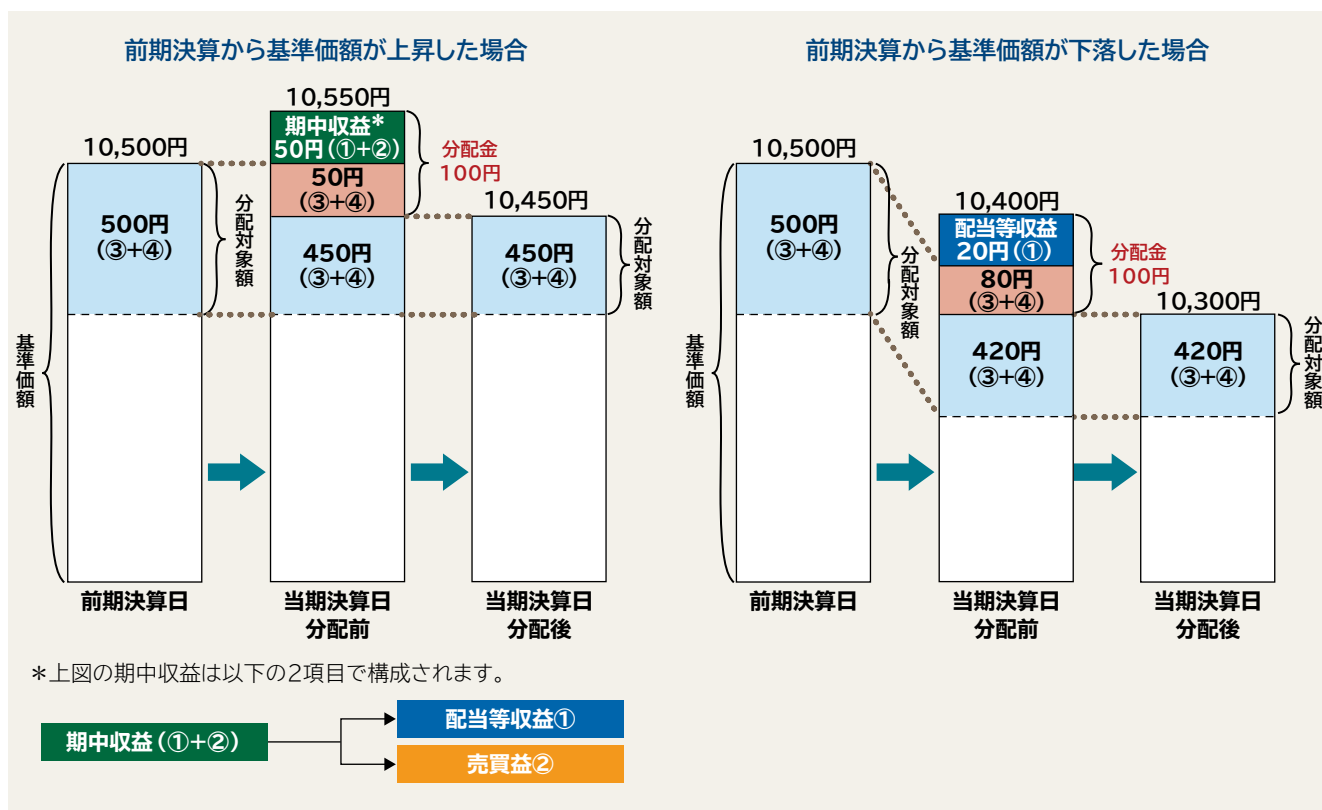 前期決算から基準価額が上昇した場合
10,500円
500円
(③+④)
分配対象額
基準価額
前期決算日
10,550円
期中収益*
50円(①+②)
50円
(③+④)
分配金
100円
450円
(③+④)
当期決算日
分配前
10,450円
450円
(③+④)
分配対象額
当期決算日
分配後
前期決算から基準価額が下落した場合
10,500円
500円
(③+④)
分配対象額
基準価額
前期決算日
10,400円
配当等収益
20円(①)
80円
(③+④)
分配金
100円
420円
(③+④)
当期決算日
分配前
10,300円
420円
(③+④)
分配対象額
当期決算日
分配後
*上図の期中収益は以下の2項目で構成されます。
期中収益(①+②)
配当等収益①
売買益②